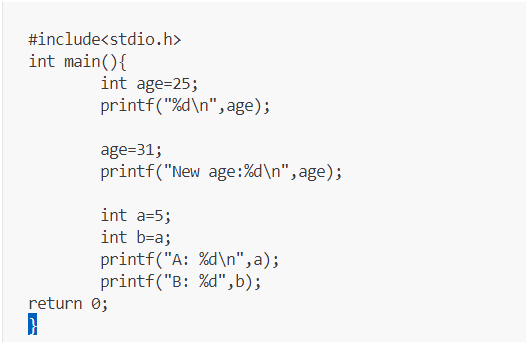 #include<stdio.h>
int main(){
int age=25;
printf("%d\n",age);
age=31;
printf("New age:%d\n",age);
int a=5;
int b=a;
printf("A: %d\n",a);
printf("B: %d",b);
return 0;
}